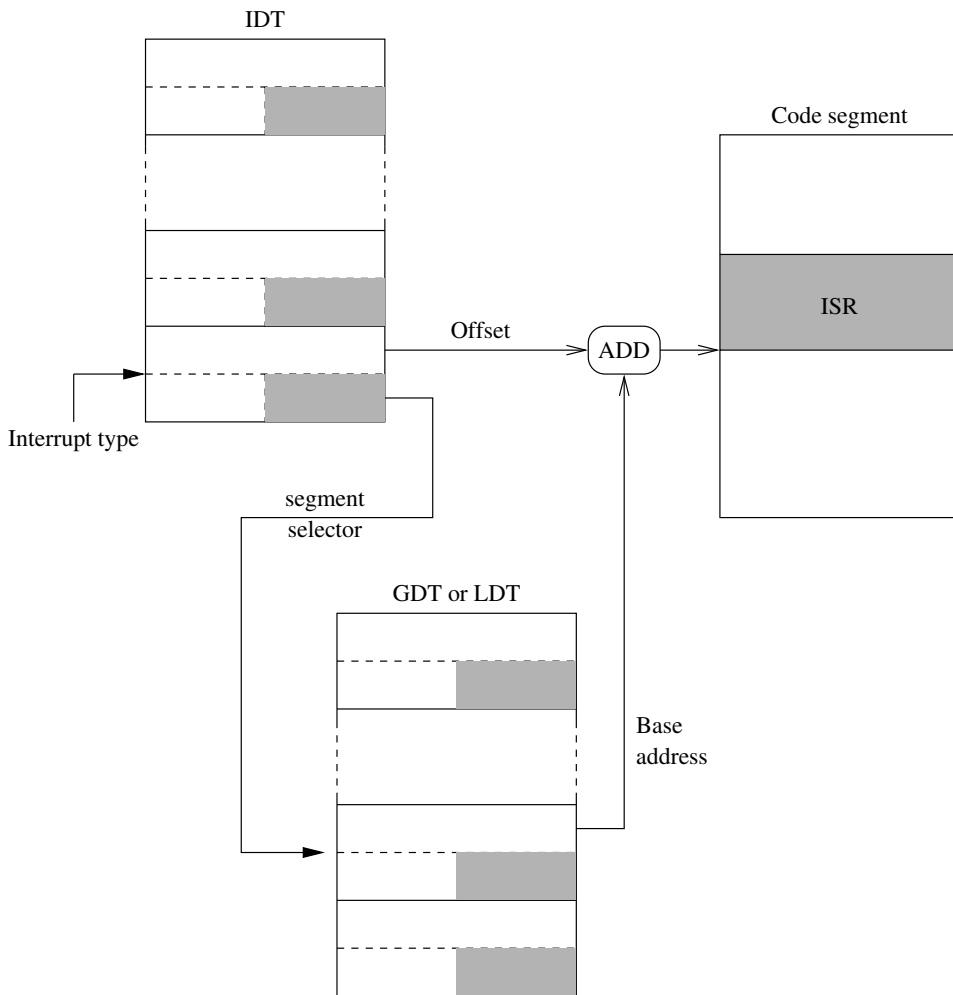 IDT
Code segment
ISR
Offset
ADD
Interrupt type
segment
selector
GDT or LDT
Base
address